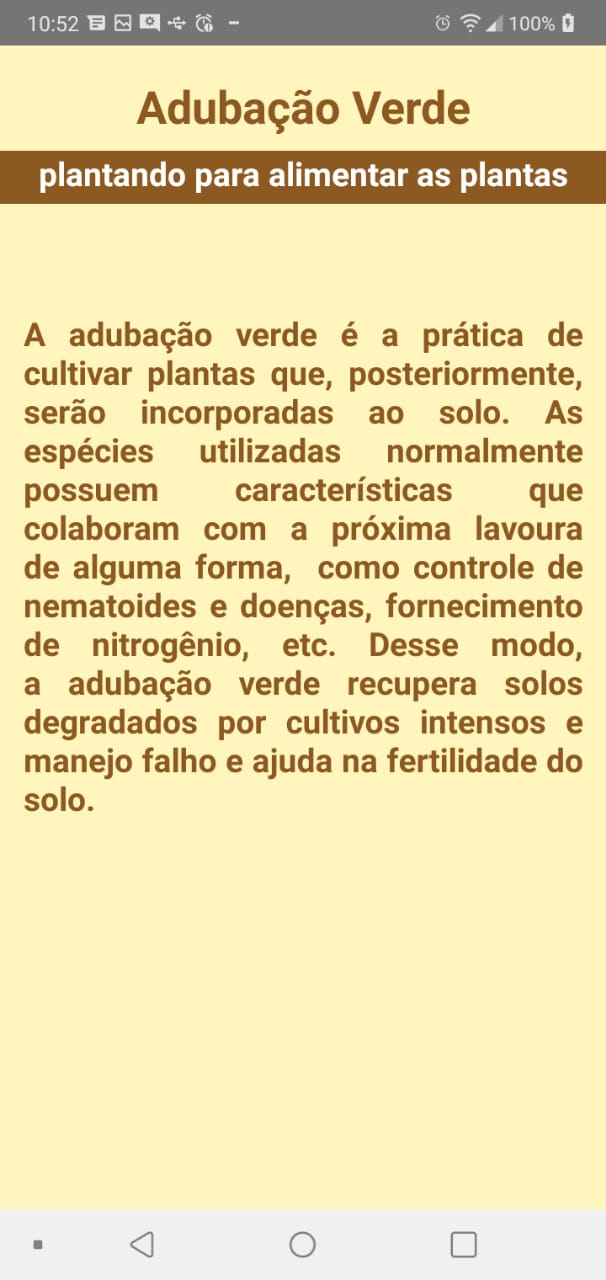 10:52
100%
Adubação Verde
plantando para alimentar as plantas
A adubação verde é a prática de
cultivar plantas que, posteriormente,
serão incorporadas ao solo. As
espécies utilizadas normalmente
possuem características que
colaboram com a próxima lavoura
de alguma forma, como controle de
nematoides e doenças, fornecimento
de nitrogênio, etc. Desse modo,
a adubação verde recupera solos
degradados por cultivos intensos e
manejo falho e ajuda na fertilidade do
solo.